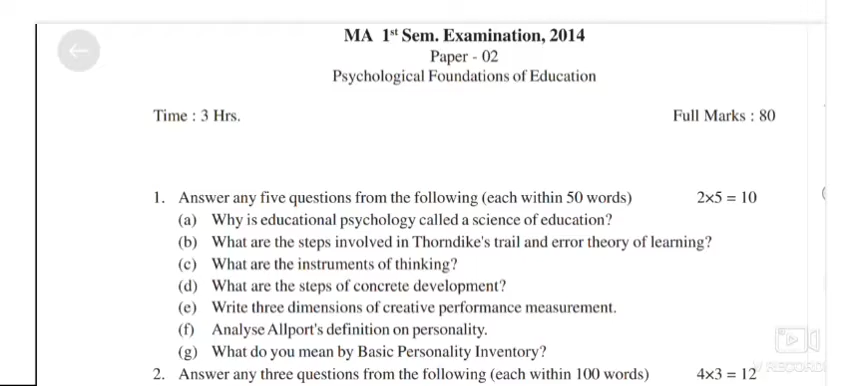 MA 1st Sem. Examination, 2014
Paper - 02
Psychological Foundations of Education
Time : 3 Hrs. Full Marks : 80
1. Answer any five questions from the following (each within 50 words) 2×5 = 10
(a) Why is educational psychology called a science of education?
(b) What are the steps involved in Thorndike's trail and error theory of learning?
(c) What are the instruments of thinking?
(d) What are the steps of concrete development?
(e) Write three dimensions of creative performance measurement.
(f) Analyse Allport's definition on personality.
(g) What do you mean by Basic Personality Inventory?
2. Answer any three questions from the following (each within 100 words) 4×3 = 12